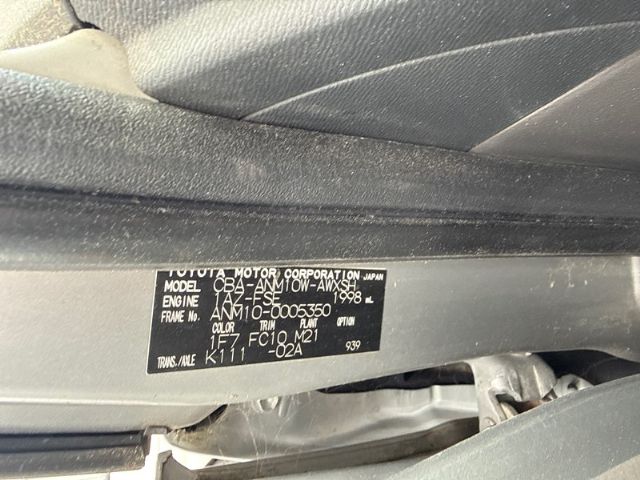 TOYOTA MOTOR CORPORATION JAPAN
MODEL CBA-ANM10W-AWXSH
ENGINE 1AZ-FSE 1998 mL
FRAME No. ANM10-0005350
COLOR TRIM PLANT OPTION
1F7 FC10 M21
TRANS./AXLE K111 -02A 939